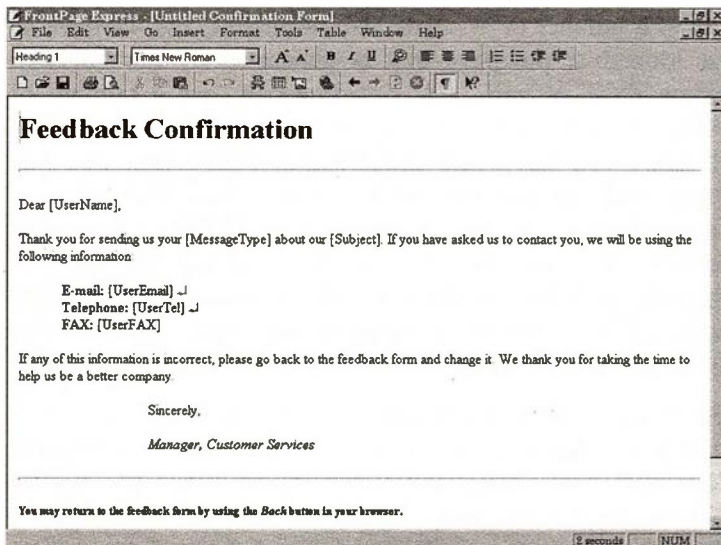 FrontPage Express - [Untitled Confirmation Form]
File Edit View Go Insert Format Tools Table Window Help
Heading 1 Times New Roman A A B I U
Feedback Confirmation
Dear [UserName],
Thank you for sending us your [MessageType] about our [Subject]. If you have asked us to contact you, we will be using the
following information:
E-mail: [UserEmail]
Telephone: [UserTel]
FAX: [UserFAX]
If any of this information is incorrect, please go back to the feedback form and change it. We thank you for taking the time to
help us be a better company.
Sincerely,
Manager, Customer Services
You may return to the feedback form by using the Back button in your browser.
2 seconds NUM